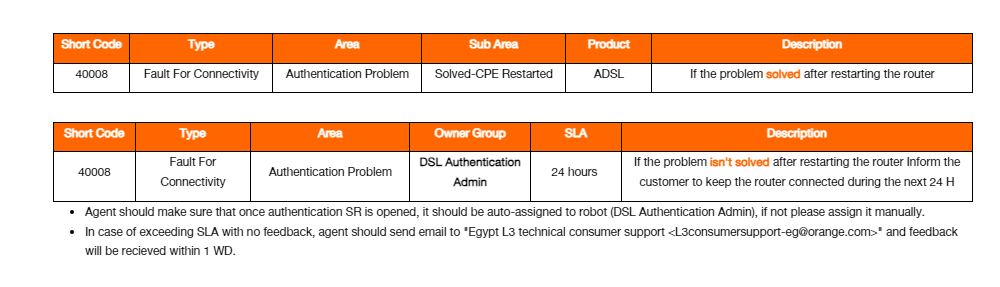 Short Code Type Area Sub Area Product Description
40008 Fault For Connectivity Authentication Problem Solved-CPE Restarted ADSL If the problem solved after restarting the router
Short Code Type Area Owner Group SLA Description
40008 Fault For Connectivity Authentication Problem DSL Authentication Admin 24 hours If the problem isn't solved after restarting the router Inform the customer to keep the router connected during the next 24 H
Agent should make sure that once authentication SR is opened, it should be auto-assigned to robot (DSL Authentication Admin), if not please assign it manually.
In case of exceeding SLA with no feedback, agent should send email to "Egypt L3 technical consumer support <L3consumersupport-eg@orange.com>" and feedback
will be recieved within 1 WD.